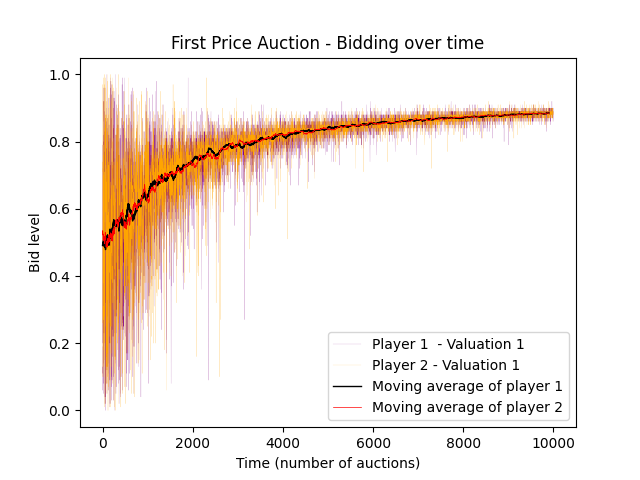 First Price Auction - Bidding over time
1.0
0.8
0.6
0.4
0.2
0.0
Bid level
0 2000 4000 6000 8000 10000
Time (number of auctions)
Player 1  - Valuation 1
Player 2 - Valuation 1
Moving average of player 1
Moving average of player 2